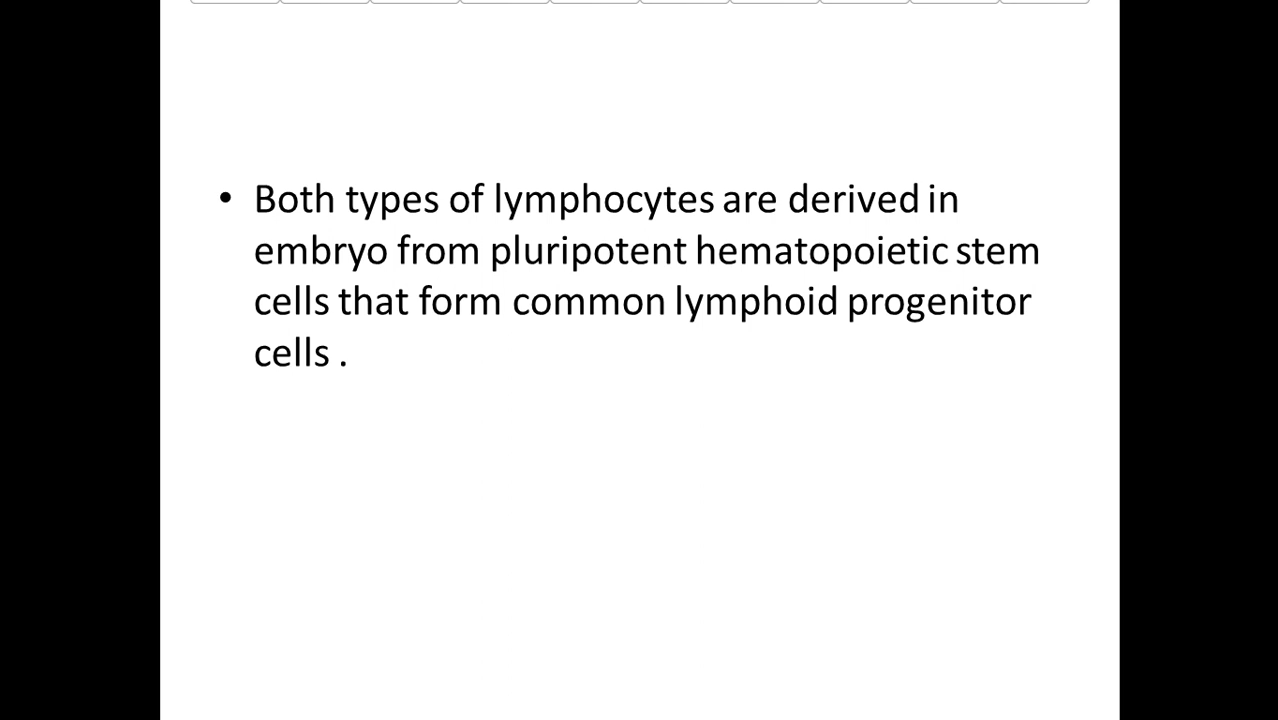 • Both types of lymphocytes are derived in
embryo from pluripotent hematopoietic stem
cells that form common lymphoid progenitor
cells .